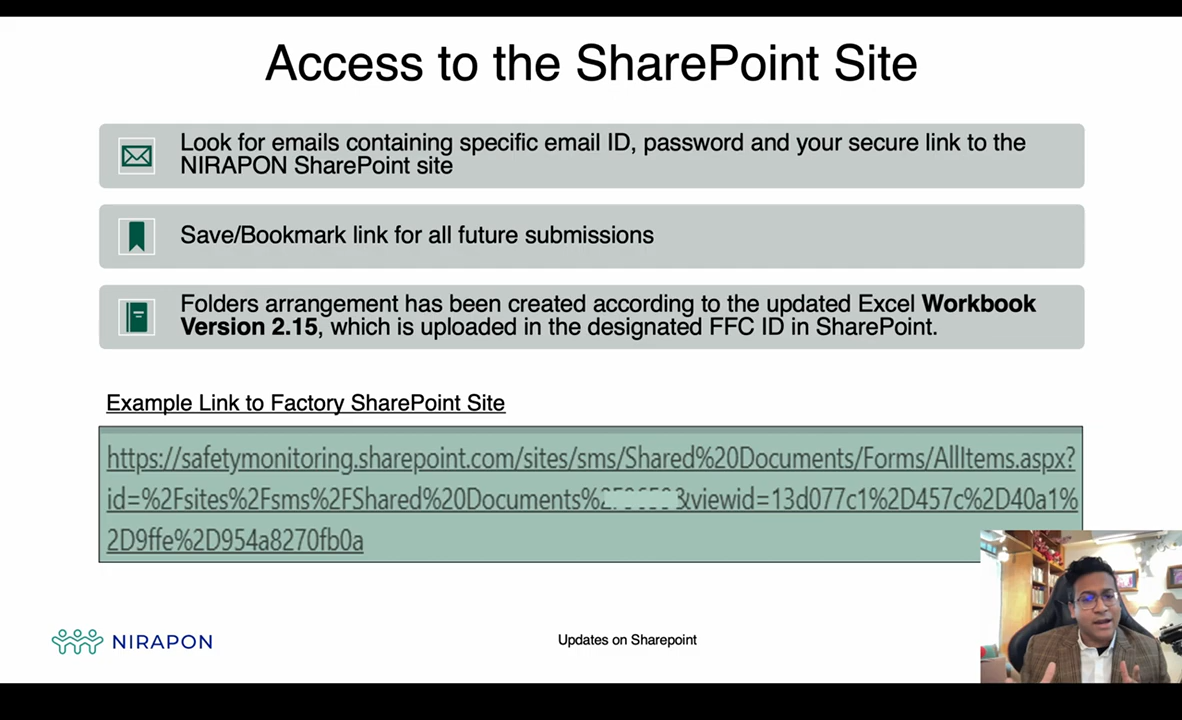 Access to the SharePoint Site
Look for emails containing specific email ID, password and your secure link to the
NIRAPON SharePoint site
Save/Bookmark link for all future submissions
Folders arrangement has been created according to the updated Excel Workbook
Version 2.15, which is uploaded in the designated FFC ID in SharePoint.
Example Link to Factory SharePoint Site
https://safetymonitoring.sharepoint.com/sites/sms/Shared%20Documents/Forms/AllItems.aspx?
id=%2Fsites%2Fsms%2FShared%20Documents%2 &viewid=13d077c1%2D457c%2D40a1%
2D9ffe%2D954a8270fb0a
NIRAPON
Updates on Sharepoint